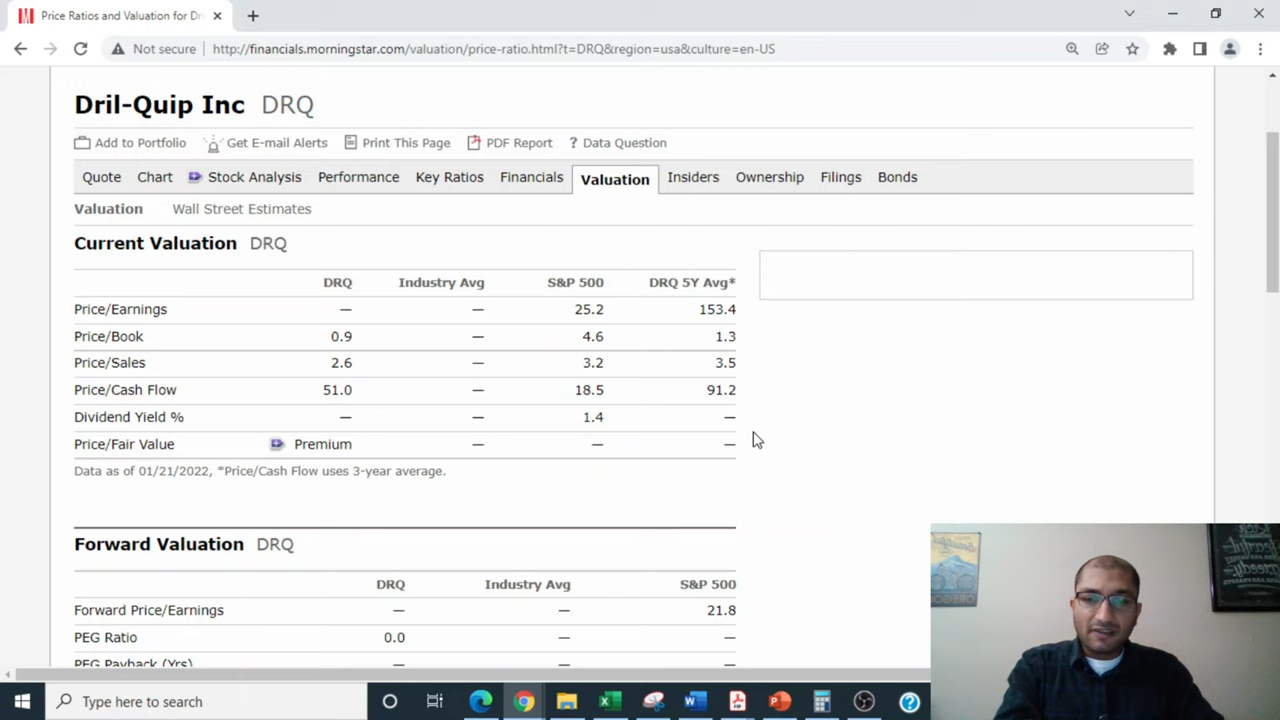 Price Ratios and Valuation for Dr
Not secure http://financials.morningstar.com/valuation/price-ratio.html?t=DRQ&region=usa&culture=en-US
Dril-Quip Inc DRQ
Add to Portfolio Get E-mail Alerts Print This Page PDF Report ? Data Question
Quote Chart Stock Analysis Performance Key Ratios Financials Valuation Insiders Ownership Filings Bonds
Valuation Wall Street Estimates
Current Valuation DRQ
DRQ Industry Avg S&P 500 DRQ 5Y Avg*
Price/Earnings — — 25.2 153.4
Price/Book 0.9 — 4.6 1.3
Price/Sales 2.6 — 3.2 3.5
Price/Cash Flow 51.0 — 18.5 91.2
Dividend Yield % — — 1.4 —
Price/Fair Value Premium — — —
Data as of 01/21/2022, *Price/Cash Flow uses 3-year average.
Forward Valuation DRQ
DRQ Industry Avg S&P 500
Forward Price/Earnings — — 21.8
PEG Ratio 0.0 — —
PEG Payback (Yrs) — — —
Type here to search
OREGON